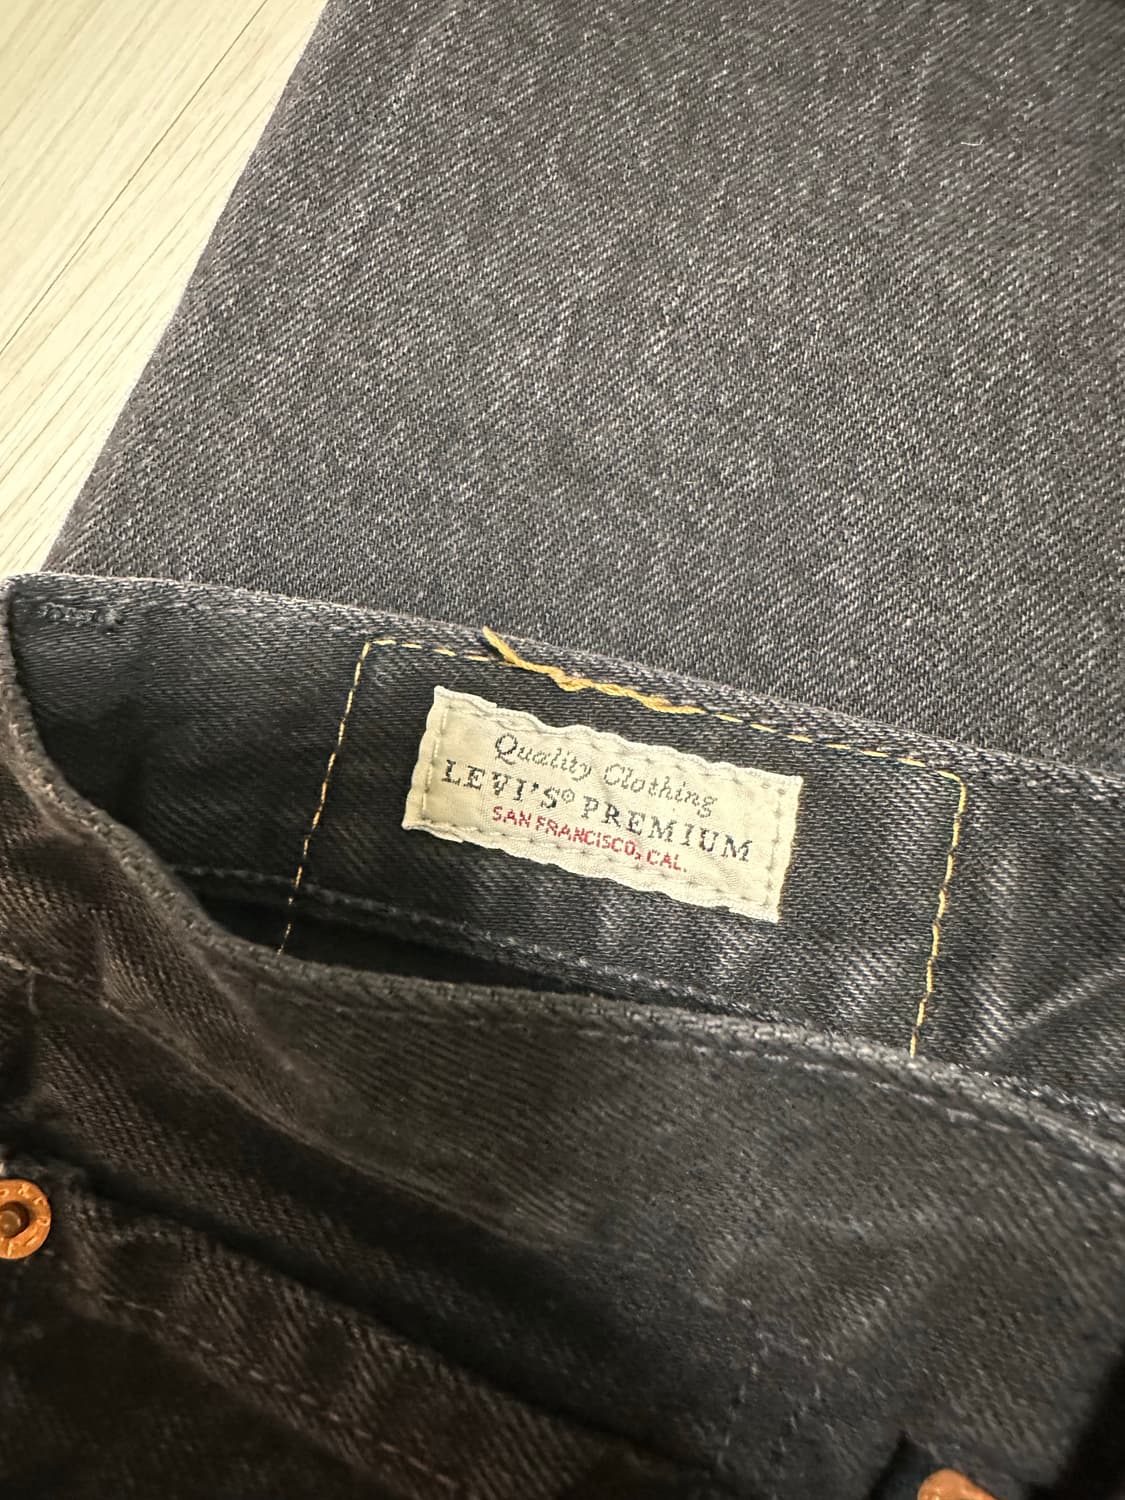 Quality Clothing
LEVI'S® PREMIUM
SAN FRANCISCO, CAL.